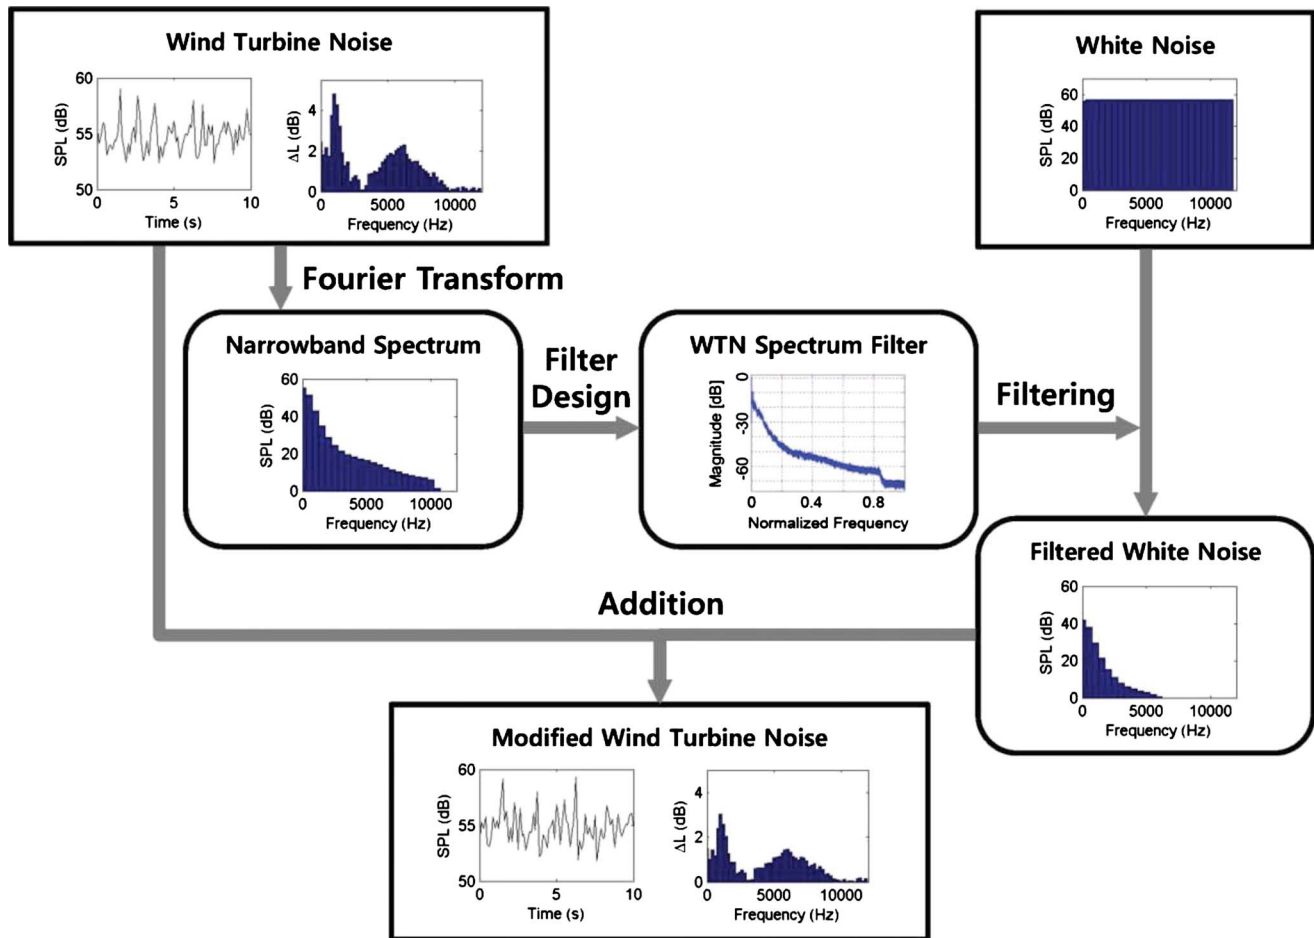 Wind Turbine Noise
60
55
50
SPL (dB)
0 5 10
Time (s)
4
2
0
ΔL (dB)
0 5000 10000
Frequency (Hz)
White Noise
60
40
20
0
SPL (dB)
0 5000 10000
Frequency (Hz)
Fourier Transform
Narrowband Spectrum
60
40
20
0
SPL (dB)
0 5000 10000
Frequency (Hz)
Filter
Design
WTN Spectrum Filter
0
-30
-60
Magnitude [dB]
0 0.4 0.8
Normalized Frequency
Filtering
Filtered White Noise
60
40
20
0
SPL (dB)
0 5000 10000
Frequency (Hz)
Addition
Modified Wind Turbine Noise
60
55
50
SPL (dB)
0 5 10
Time (s)
4
2
0
ΔL (dB)
0 5000 10000
Frequency (Hz)